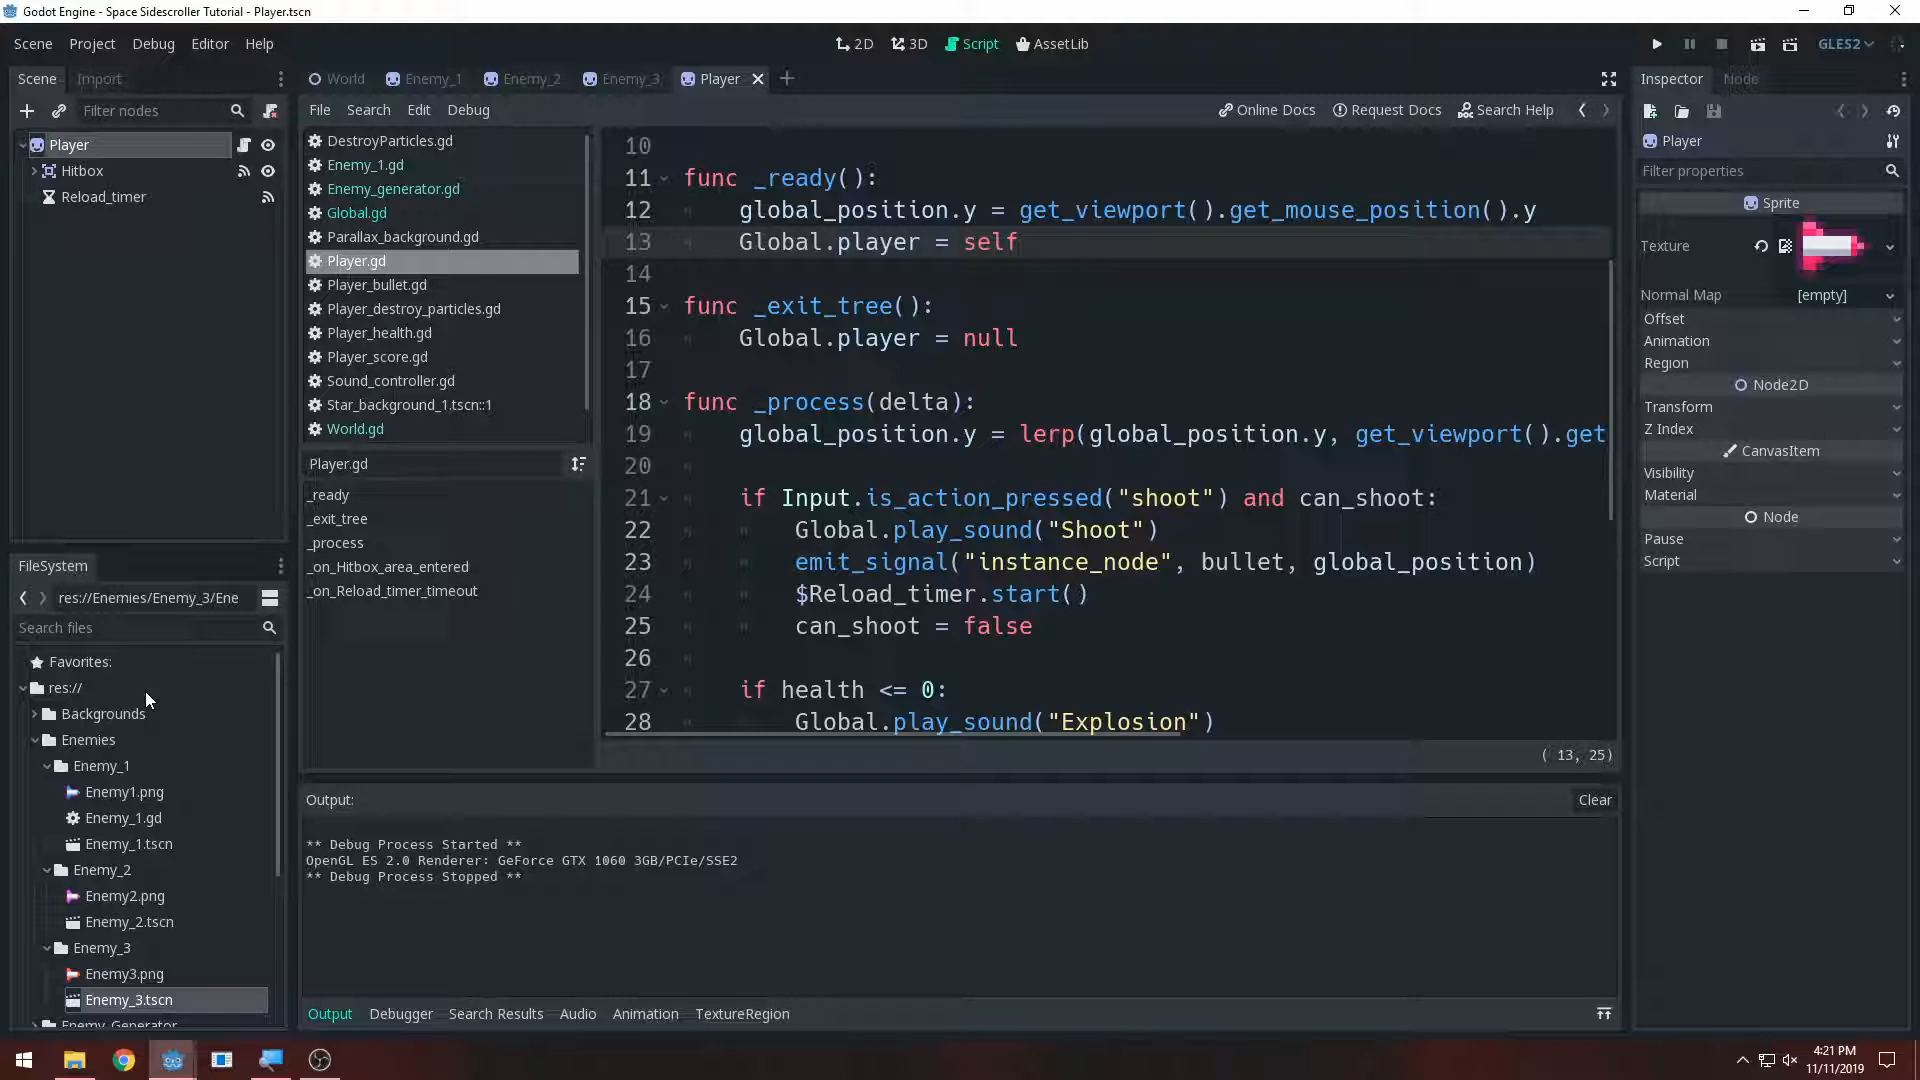 Godot Engine - Space Sidescroller Tutorial - Player.tscn
Scene Project Debug Editor Help
2D 3D Script AssetLib
GLES2
Scene Import
World Enemy_1 Enemy_2 Enemy_3 Player
Inspector Node
Filter nodes
File Search Edit Debug
Online Docs Request Docs Search Help
Player
Hitbox
Reload_timer
DestroyParticles.gd
Enemy_1.gd
Enemy_generator.gd
Global.gd
Parallax_background.gd
Player.gd
Player_bullet.gd
Player_destroy_particles.gd
Player_health.gd
Player_score.gd
Sound_controller.gd
Star_background_1.tscn::1
World.gd
Player.gd
_ready
_exit_tree
_process
_on_Hitbox_area_entered
_on_Reload_timer_timeout
10
11 func _ready():
12 global_position.y = get_viewport().get_mouse_position().y
13 Global.player = self
14
15 func _exit_tree():
16 Global.player = null
17
18 func _process(delta):
19 global_position.y = lerp(global_position.y, get_viewport().get
20
21 if Input.is_action_pressed("shoot") and can_shoot:
22 Global.play_sound("Shoot")
23 emit_signal("instance_node", bullet, global_position)
24 $Reload_timer.start()
25 can_shoot = false
26
27 if health <= 0:
28 Global.play_sound("Explosion")
( 13, 25)
Player
Filter properties
Sprite
Texture
Normal Map [empty]
Offset
Animation
Region
Node2D
Transform
Z Index
CanvasItem
Visibility
Material
Node
Pause
Script
FileSystem
res://Enemies/Enemy_3/Ene
Search files
Favorites:
res://
Backgrounds
Enemies
Enemy_1
Enemy1.png
Enemy_1.gd
Enemy_1.tscn
Enemy_2
Enemy2.png
Enemy_2.tscn
Enemy_3
Enemy3.png
Enemy_3.tscn
Enemy_Generator
Output: Clear
** Debug Process Started **
OpenGL ES 2.0 Renderer: GeForce GTX 1060 3GB/PCIe/SSE2
** Debug Process Stopped **
Output Debugger Search Results Audio Animation TextureRegion
4:21 PM
11/11/2019